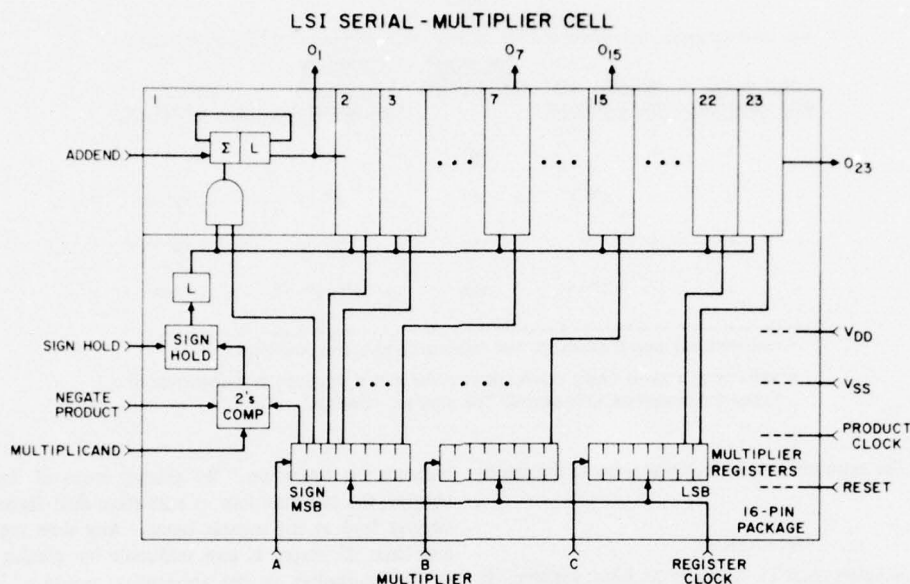 LSI SERIAL-MULTIPLIER CELL
O1 O7 O15
1 2 3 7 15 22 23
Σ L
ADDEND
O23
L
SIGN HOLD
SIGN
HOLD
VDD
NEGATE
PRODUCT
2's
COMP
VSS
MULTIPLICAND
PRODUCT
CLOCK
MULTIPLIER
REGISTERS
SIGN
MSB
LSB
RESET
16-PIN
PACKAGE
A B C
MULTIPLIER
REGISTER
CLOCK